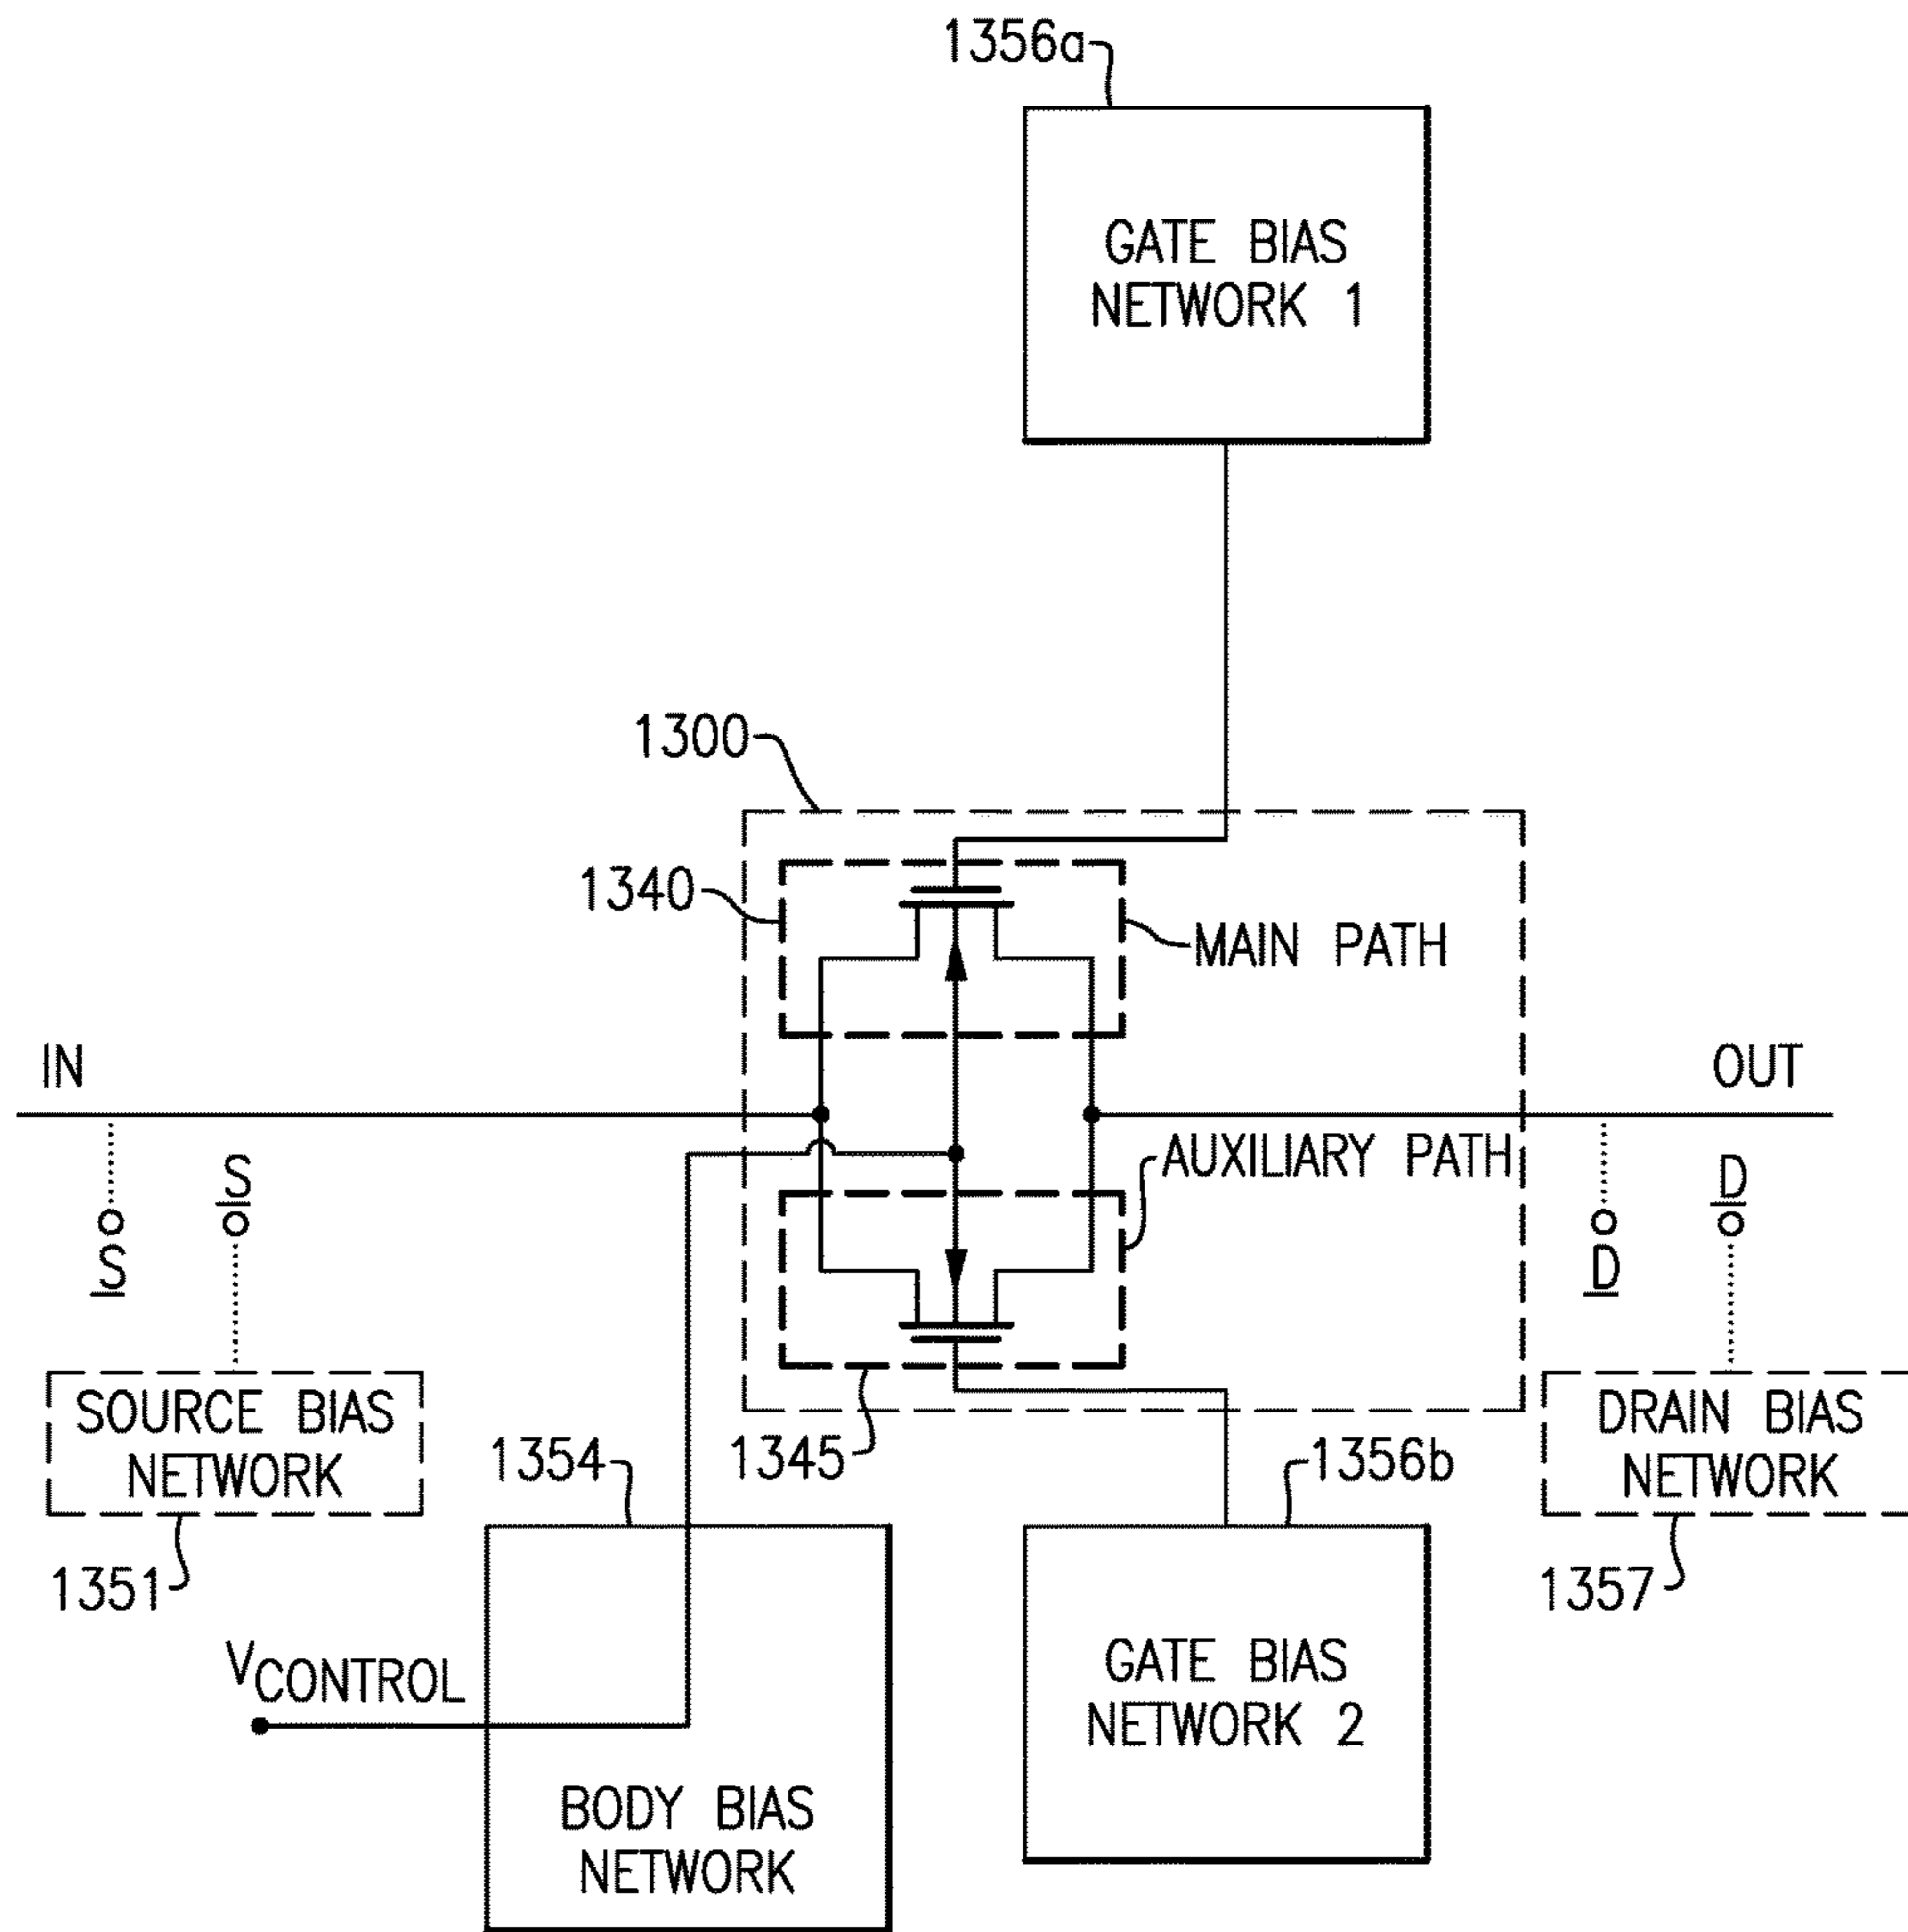 1356a
GATE BIAS
NETWORK 1
1300
1340
MAIN PATH
IN
OUT
AUXILIARY PATH
S
S
D
D
SOURCE BIAS
NETWORK
1351
1354
1345
1356b
DRAIN BIAS
NETWORK
1357
VCONTROL
BODY BIAS
NETWORK
GATE BIAS
NETWORK 2